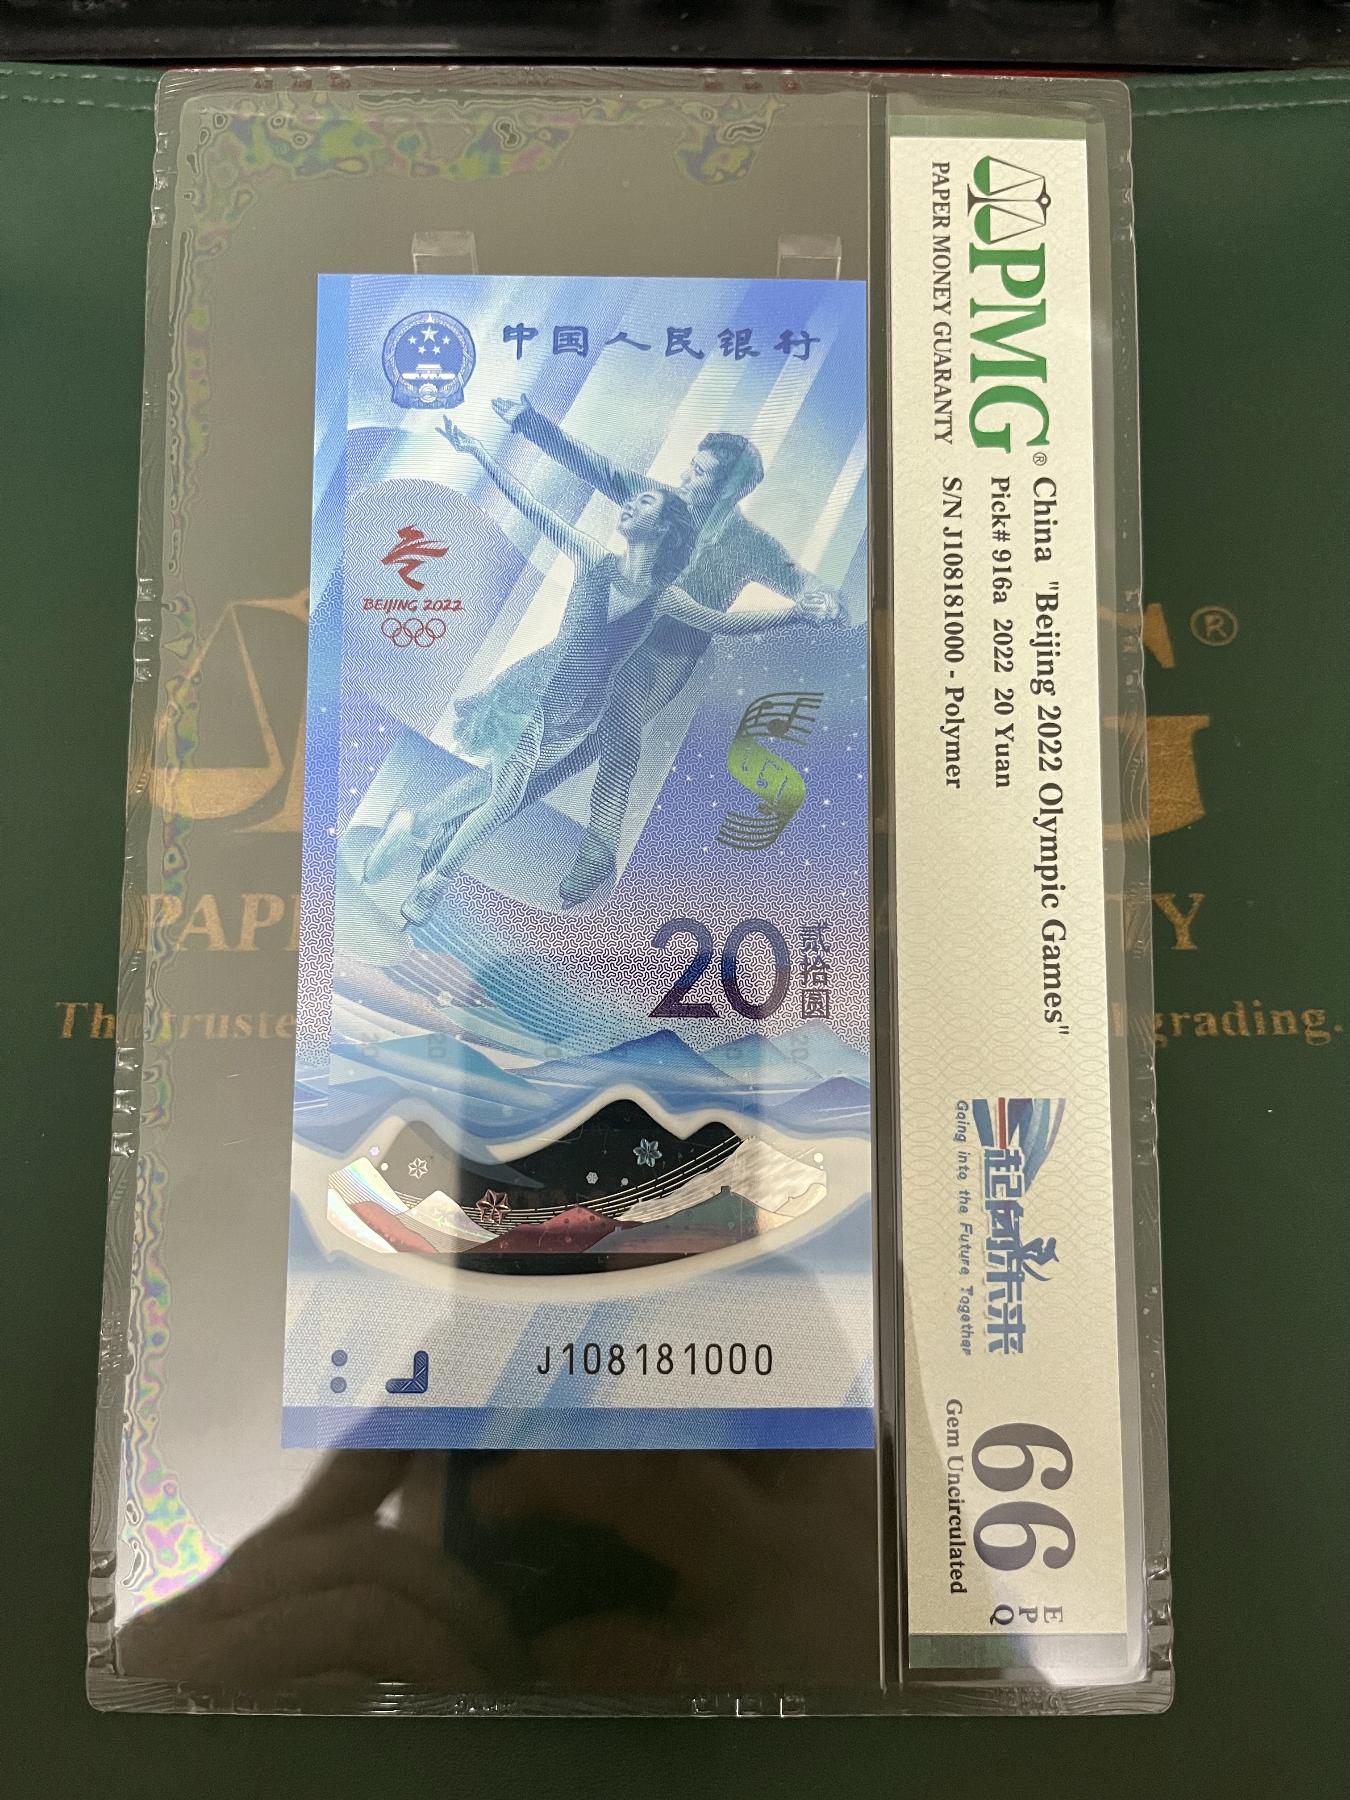 中国人民银行
BEIJING 2022
20
贰拾圆
J108181000
PMG®
PAPER MONEY GUARANTY
China "Beijing 2022 Olympic Games"
Pick# 916a 2022 20 Yuan
S/N J108181000 - Polymer
一起向未来
Going into the Future Together
66 EPQ
Gem Uncirculated
®
grading.